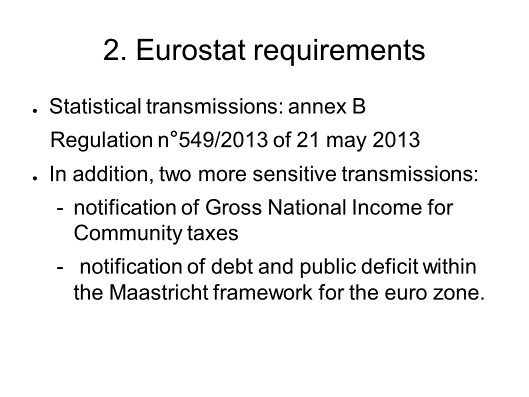 2. Eurostat requirements
• Statistical transmissions: annex B
Regulation n°549/2013 of 21 may 2013
• In addition, two more sensitive transmissions:
- notification of Gross National Income for
Community taxes
- notification of debt and public deficit within
the Maastricht framework for the euro zone.